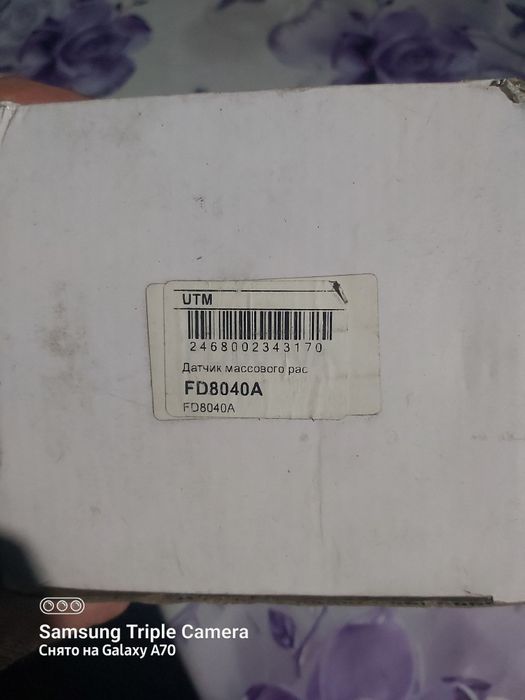 UTM
2468002343170
Датчик массового рас
FD8040A
FD8040A
Samsung Triple Camera
Снято на Galaxy A70